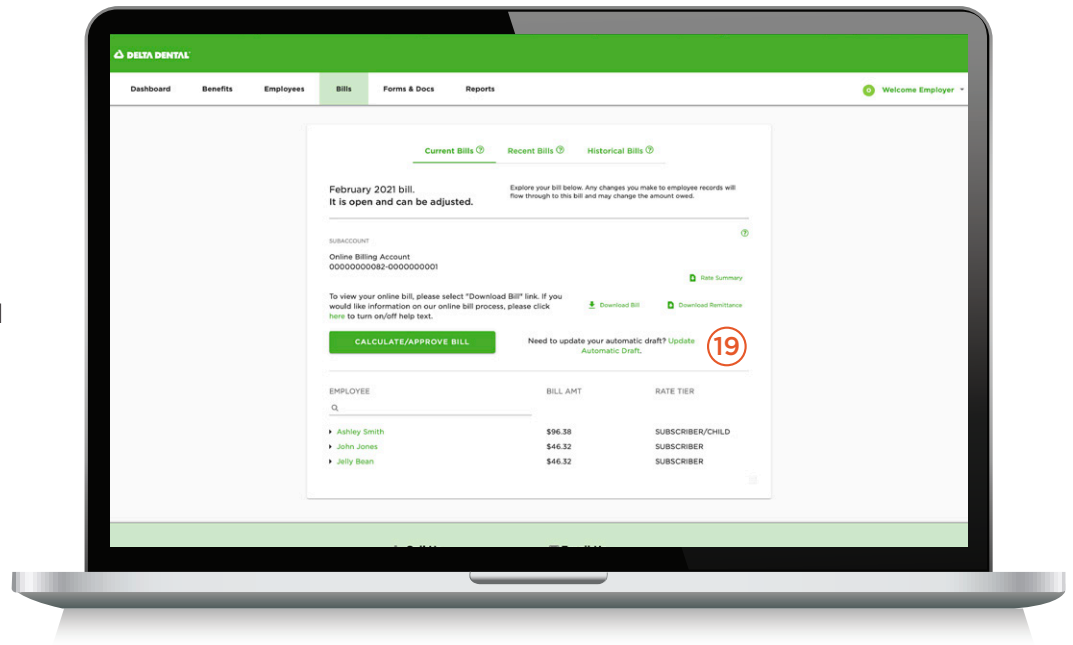 DELTA DENTAL
Dashboard Benefits Employees Bills Forms & Docs Reports Welcome Employer
Current Bills Recent Bills Historical Bills
February 2021 bill.
It is open and can be adjusted.
Explore your bill below. Any changes you make to employee records will
flow through to this bill and may change the amount owed.
SUBACCOUNT
Online Billing Account
00000000082-0000000001
Rate Summary
To view your online bill, please select "Download Bill" link. If you
would like information on our online bill process, please click
here to turn on/off help text.
Download Bill Download Remittance
CALCULATE/APPROVE BILL
Need to update your automatic draft? Update
Automatic Draft.
19
EMPLOYEE BILL AMT RATE TIER
Ashley Smith $96.38 SUBSCRIBER/CHILD
John Jones $46.32 SUBSCRIBER
Jelly Bean $46.32 SUBSCRIBER